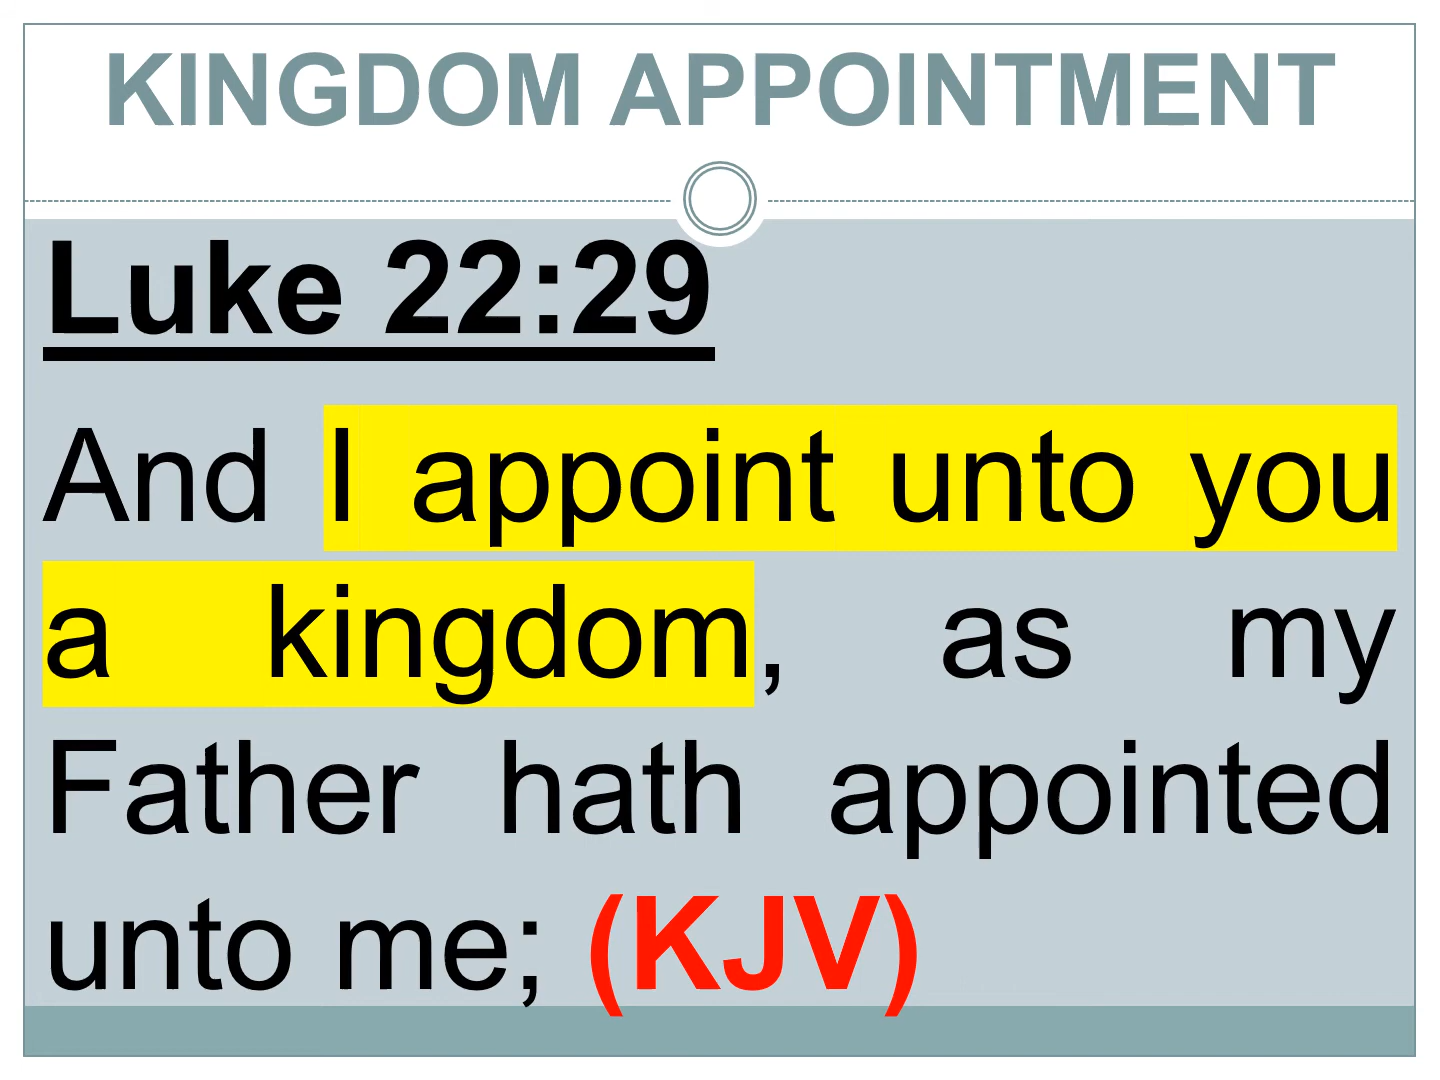 KINGDOM APPOINTMENT
Luke 22:29
And I appoint unto you
a kingdom, as my
Father hath appointed
unto me; (KJV)